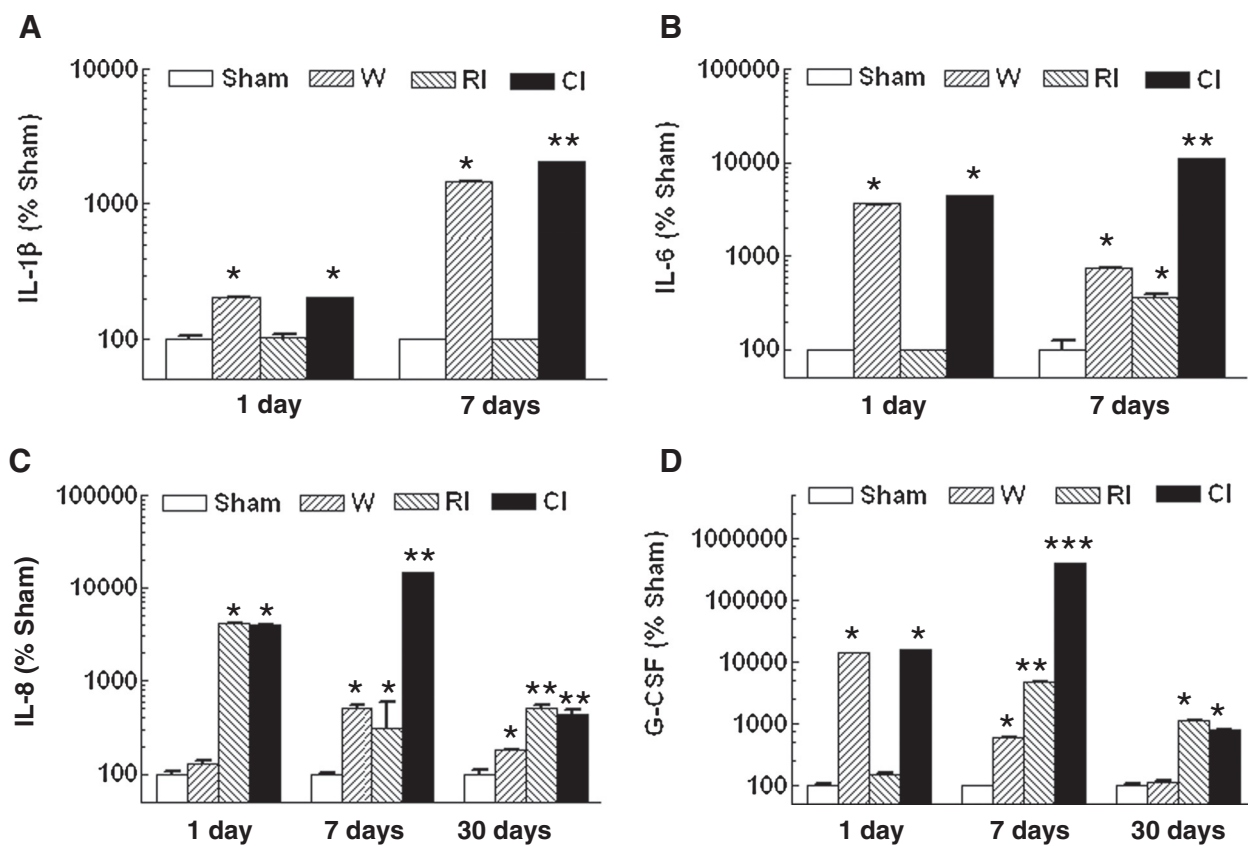 A
IL-1β (% Sham)
10000
1000
100
Sham W RI CI
* * * **
1 day 7 days
B
IL-6 (% Sham)
100000
10000
1000
100
Sham W RI CI
* * * * **
1 day 7 days
C
IL-8 (% Sham)
100000
10000
1000
100
Sham W RI CI
* * * * ** * ** **
1 day 7 days 30 days
D
G-CSF (% Sham)
1000000
100000
10000
1000
100
Sham W RI CI
* * * ** *** * *
1 day 7 days 30 days